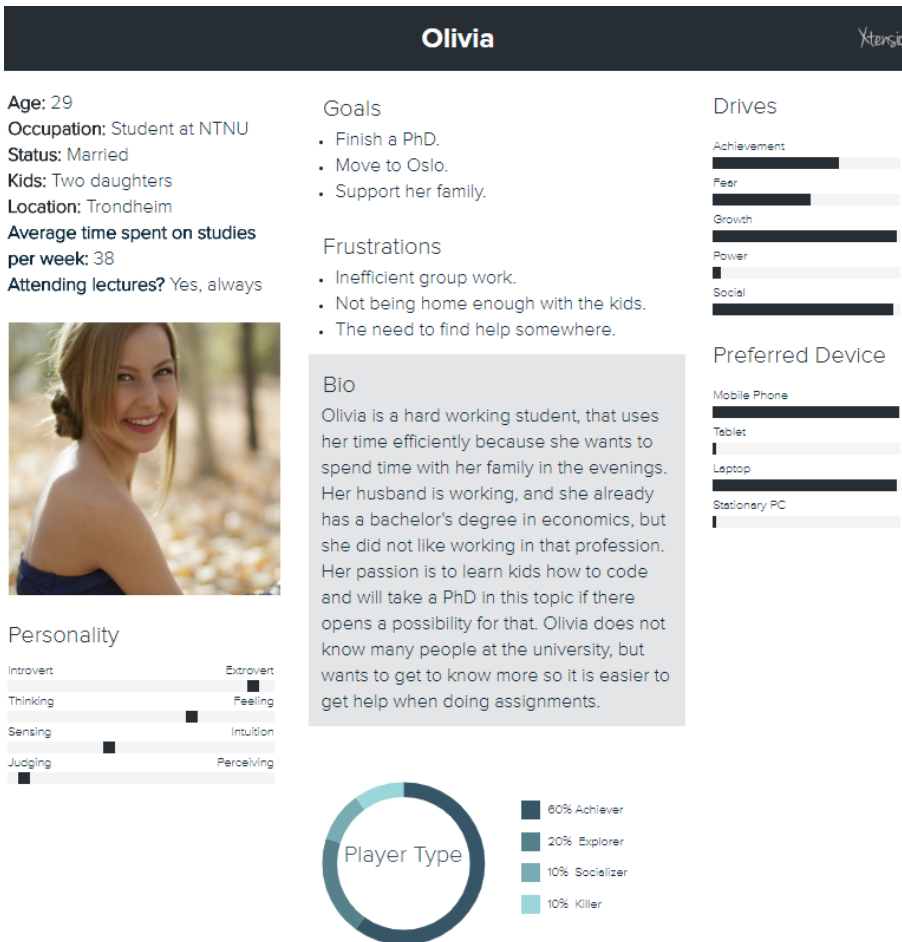 Olivia
Age: 29
Occupation: Student at NTNU
Status: Married
Kids: Two daughters
Location: Trondheim
Average time spent on studies
per week: 38
Attending lectures? Yes, always
Personality
Introvert Extrovert
Thinking Feeling
Sensing Intuition
Judging Perceiving
Goals
• Finish a PhD.
• Move to Oslo.
• Support her family.
Frustrations
• Inefficient group work.
• Not being home enough with the kids.
• The need to find help somewhere.
Bio
Olivia is a hard working student, that uses
her time efficiently because she wants to
spend time with her family in the evenings.
Her husband is working, and she already
has a bachelor's degree in economics, but
she did not like working in that profession.
Her passion is to learn kids how to code
and will take a PhD in this topic if there
opens a possibility for that. Olivia does not
know many people at the university, but
wants to get to know more so it is easier to
get help when doing assignments.
Player Type
60% Achiever
20% Explorer
10% Socializer
10% Killer
Drives
Achievement
Fear
Growth
Power
Social
Preferred Device
Mobile Phone
Tablet
Laptop
Stationary PC